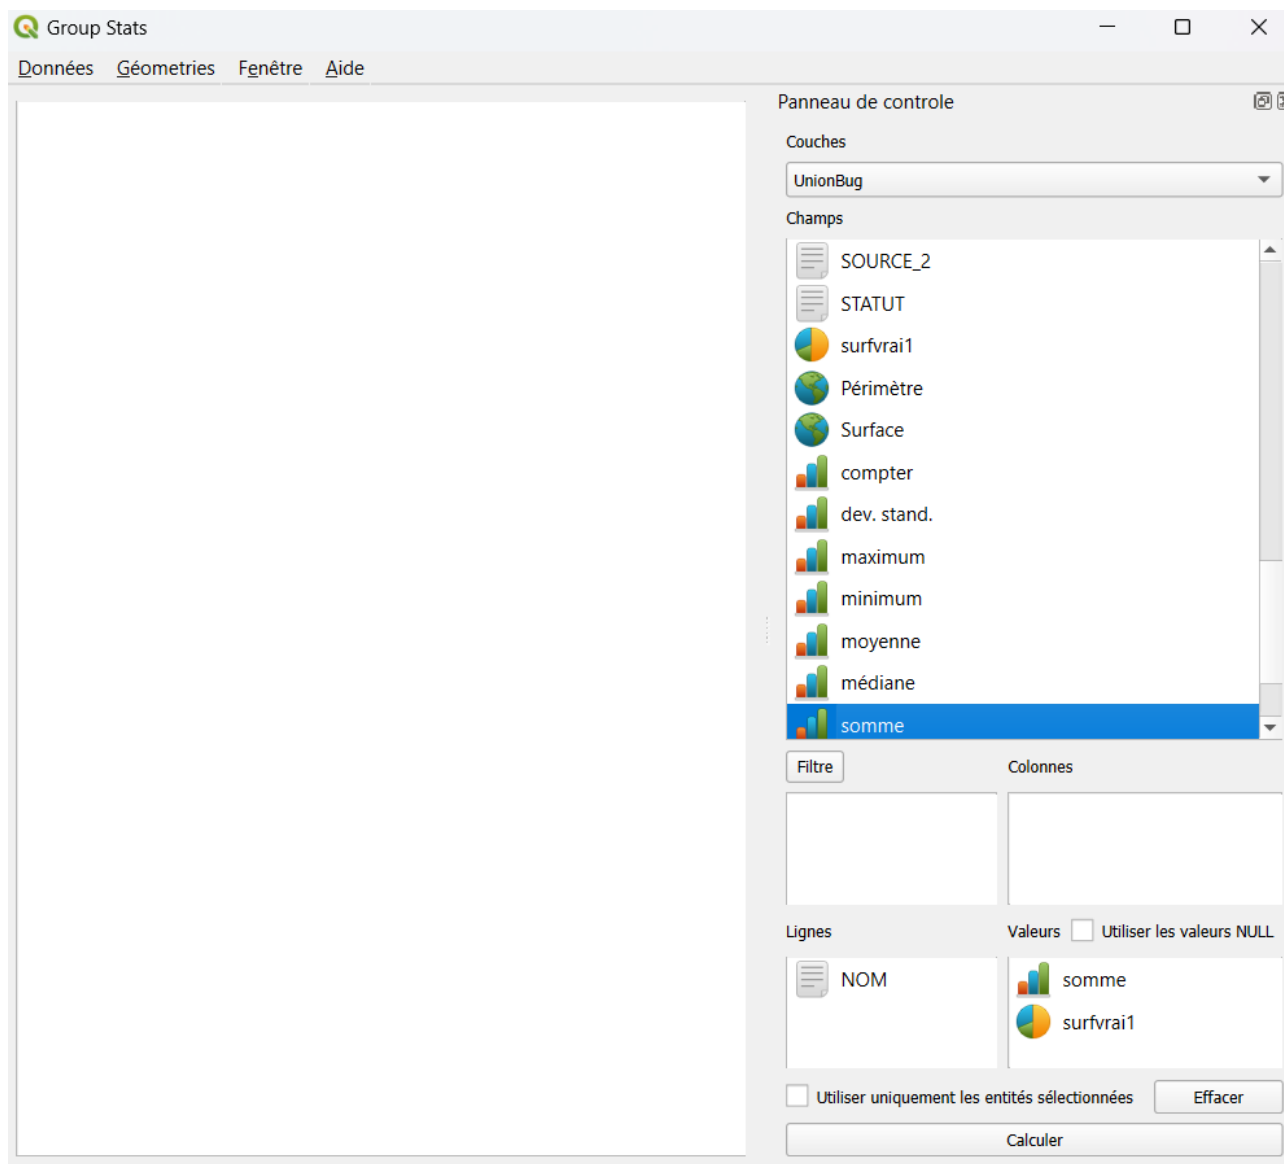 Group Stats
Données Géometries Fenêtre Aide
Panneau de controle
Couches
UnionBug
Champs
SOURCE_2
STATUT
surfvrai1
Périmètre
Surface
compter
dev. stand.
maximum
minimum
moyenne
médiane
somme
Filtre Colonnes
Lignes Valeurs Utiliser les valeurs NULL
NOM somme
surfvrai1
Utiliser uniquement les entités sélectionnées Effacer
Calculer